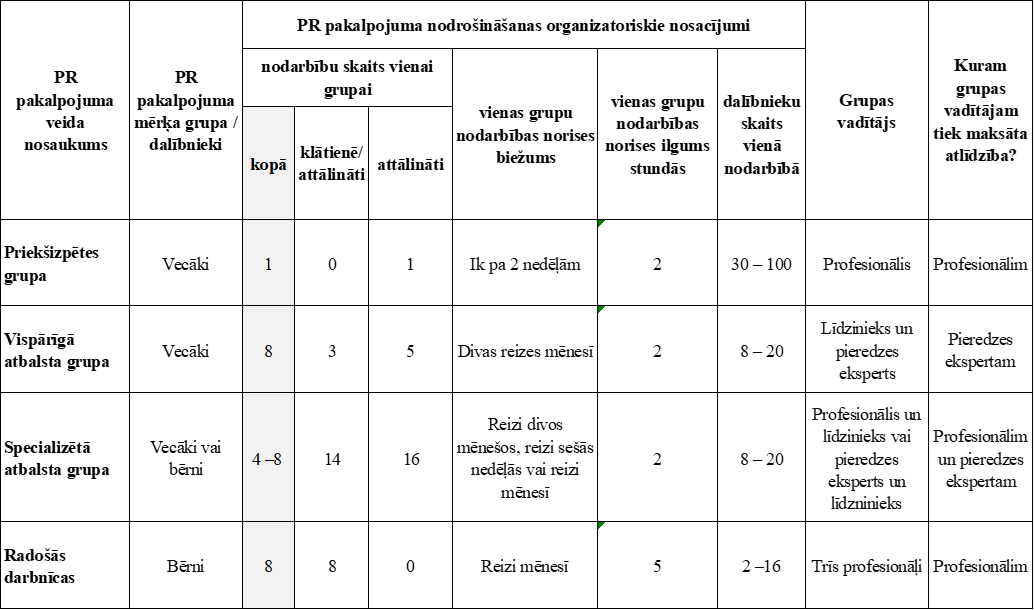 PR
pakalpojuma
veida
nosaukums
PR
pakalpojuma
mērķa grupa /
dalībnieki
PR pakalpojuma nodrošināšanas organizatoriskie nosacījumi
nodarbību skaits vienai
grupai
kopā
klātienē/
attālināti
attālināti
vienas grupu
nodarbības norises
biežums
vienas grupu
nodarbības
norises ilgums
stundās
dalībnieku
skaits
vienā
nodarbībā
Grupas
vadītājs
Kuram
grupas
vadītājam
tiek maksāta
atlīdzība?
Priekšizpētes
grupa
Vecāki
1
0
1
Ik pa 2 nedēļām
2
30 – 100
Profesionālis
Profesionālim
Vispārīgā
atbalsta grupa
Vecāki
8
3
5
Divas reizes mēnesī
2
8 – 20
Līdzinieks un
pieredzes
eksperts
Pieredzes
ekspertam
Specializētā
atbalsta grupa
Vecāki vai
bērni
4 –8
14
16
Reizi divos
mēnešos, reizi sešās
nedēļās vai reizi
mēnesī
2
8 – 20
Profesionālis un
līdzinieks vai
pieredzes
eksperts un
līdzninieks
Profesionālim
un pieredzes
ekspertam
Radošās
darbnīcas
Bērni
8
8
0
Reizi mēnesī
5
2 –16
Trīs profesionāļi
Profesionālim